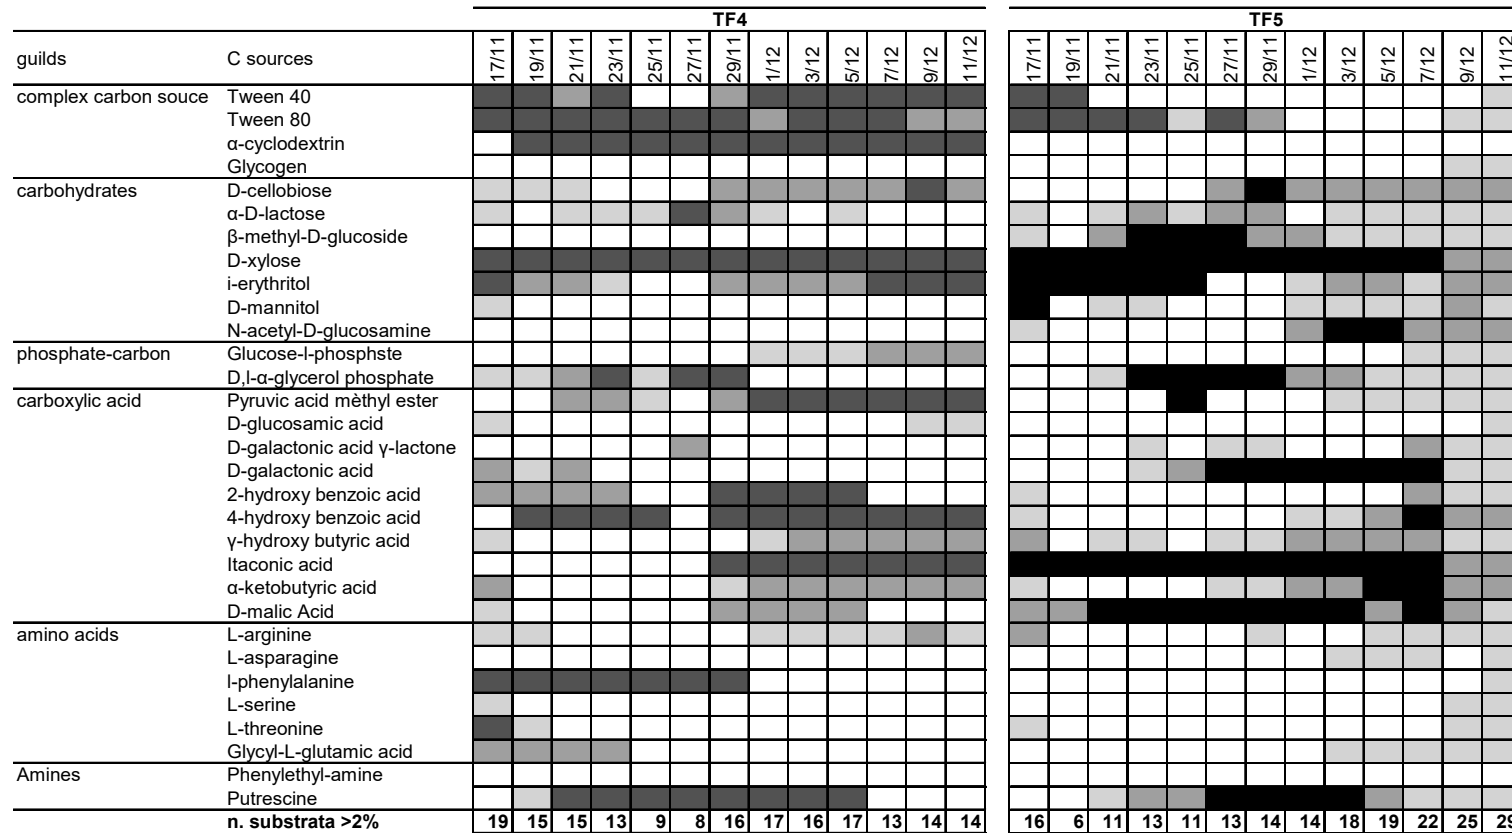 TF4 TF5
guilds C sources 17/11 19/11 21/11 23/11 25/11 27/11 29/11 1/12 3/12 5/12 7/12 9/12 11/12 17/11 19/11 21/11 23/11 25/11 27/11 29/11 1/12 3/12 5/12 7/12 9/12 11/12
complex carbon souce Tween 40
Tween 80
α-cyclodextrin
Glycogen
carbohydrates D-cellobiose
α-D-lactose
β-methyl-D-glucoside
D-xylose
i-erythritol
D-mannitol
N-acetyl-D-glucosamine
phosphate-carbon Glucose-l-phosphste
D,l-α-glycerol phosphate
carboxylic acid Pyruvic acid mèthyl ester
D-glucosamic acid
D-galactonic acid γ-lactone
D-galactonic acid
2-hydroxy benzoic acid
4-hydroxy benzoic acid
γ-hydroxy butyric acid
Itaconic acid
α-ketobutyric acid
D-malic Acid
amino acids L-arginine
L-asparagine
l-phenylalanine
L-serine
L-threonine
Glycyl-L-glutamic acid
Amines Phenylethyl-amine
Putrescine
n. substrata >2% 19 15 15 13 9 8 16 17 16 17 13 14 14 16 6 11 13 11 13 14 14 18 19 22 25 29